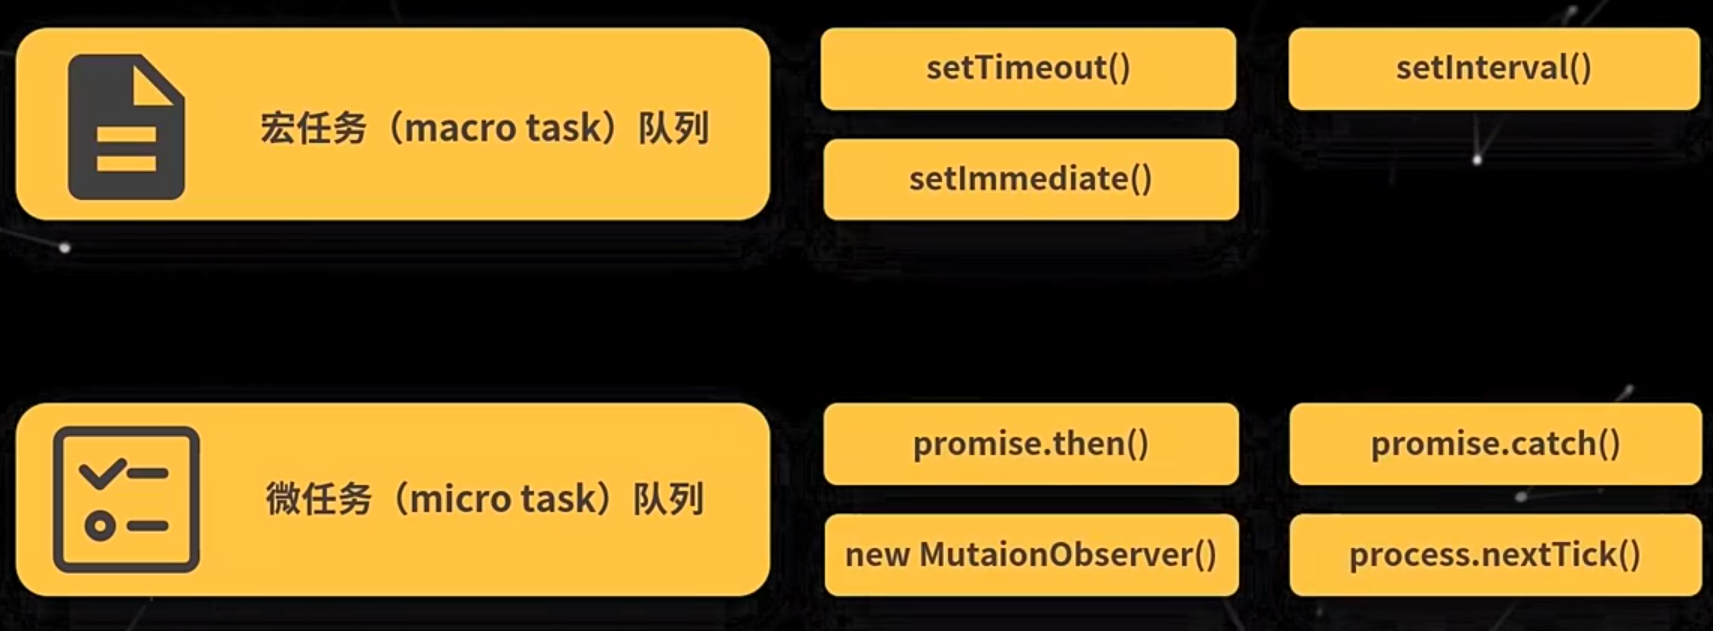 宏任务（macro task）队列
setTimeout()
setInterval()
setImmediate()
微任务（micro task）队列
promise.then()
promise.catch()
new MutaionObserver()
process.nextTick()